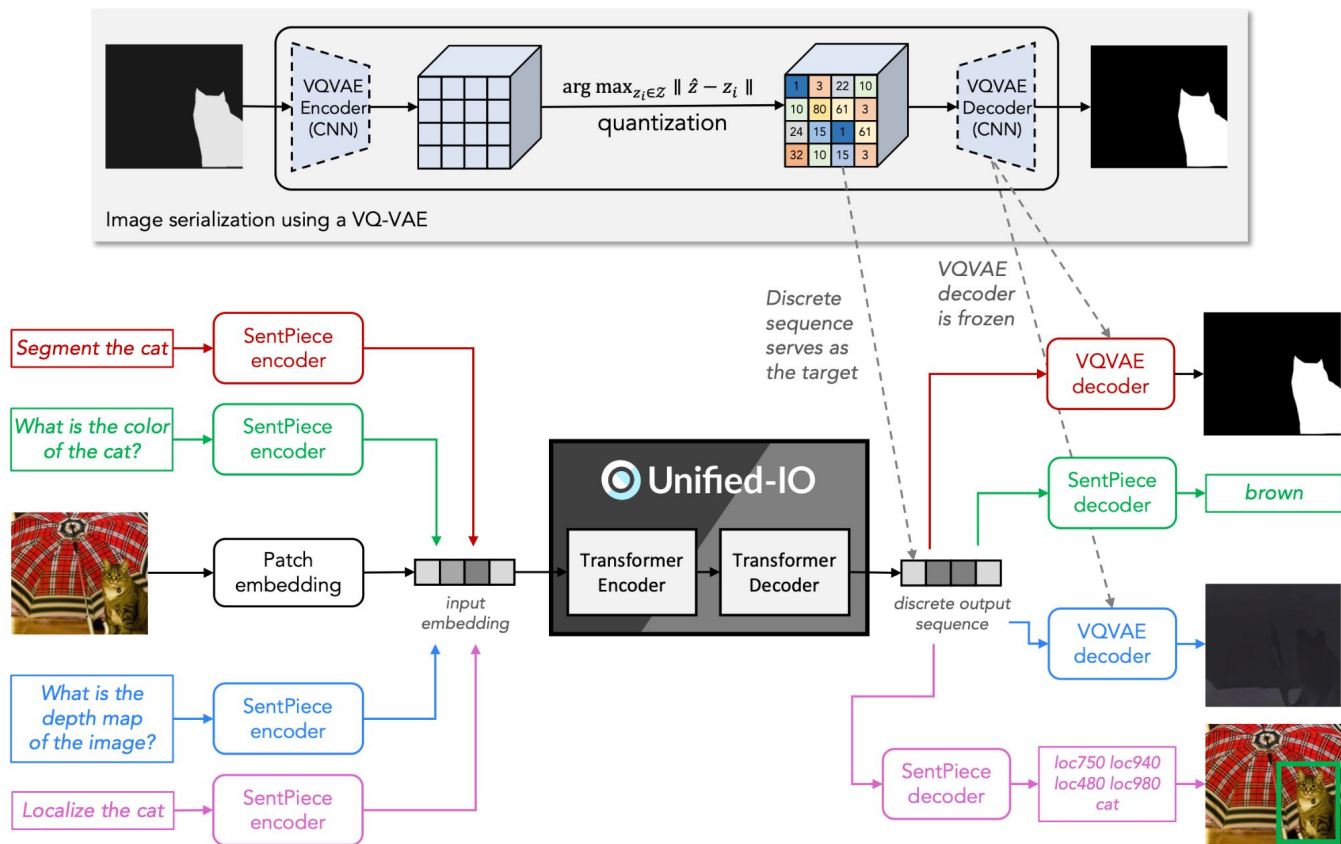 VQVAE
Encoder
(CNN)
arg max_{z_i∈𝒵} ‖ ẑ − z_i ‖
quantization
1 3 22 10
10 80 61 3
24 15 1 61
32 10 15 3
VQVAE
Decoder
(CNN)
Image serialization using a VQ-VAE
Discrete
sequence
serves as
the target
VQVAE
decoder
is frozen
Segment the cat
SentPiece
encoder
VQVAE
decoder
What is the color
of the cat?
SentPiece
encoder
Unified-IO
SentPiece
decoder
brown
Patch
embedding
input
embedding
Transformer
Encoder
Transformer
Decoder
discrete output
sequence
VQVAE
decoder
What is the
depth map
of the image?
SentPiece
encoder
Localize the cat
SentPiece
encoder
SentPiece
decoder
loc750 loc940
loc480 loc980
cat